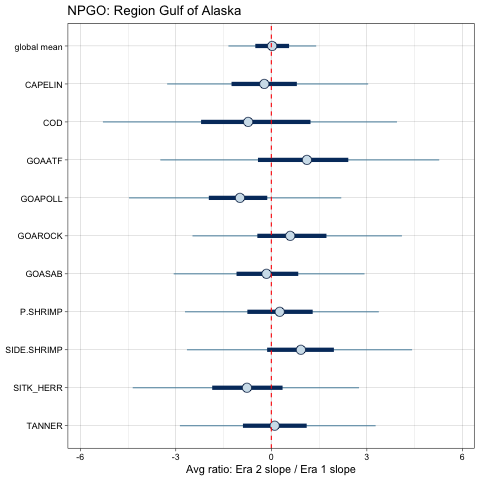 NPGO: Region Gulf of Alaska
global mean
CAPELIN
COD
GOAATF
GOAPOLL
GOAROCK
GOASAB
P.SHRIMP
SIDE.SHRIMP
SITK_HERR
TANNER
-6 -3 0 3 6
Avg ratio: Era 2 slope / Era 1 slope